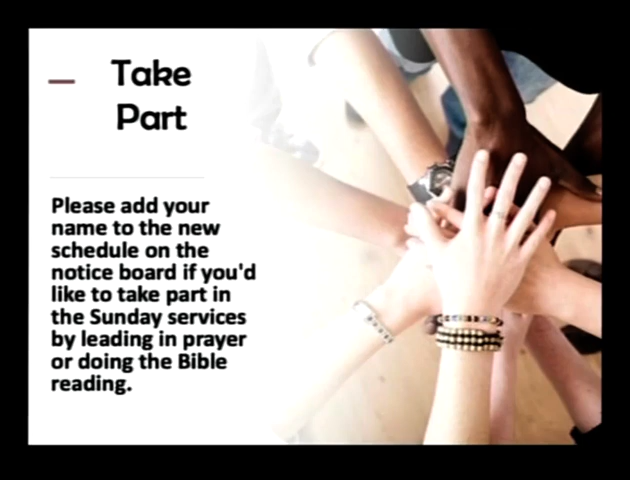 Take
Part
Please add your
name to the new
schedule on the
notice board if you'd
like to take part in
the Sunday services
by leading in prayer
or doing the Bible
reading.